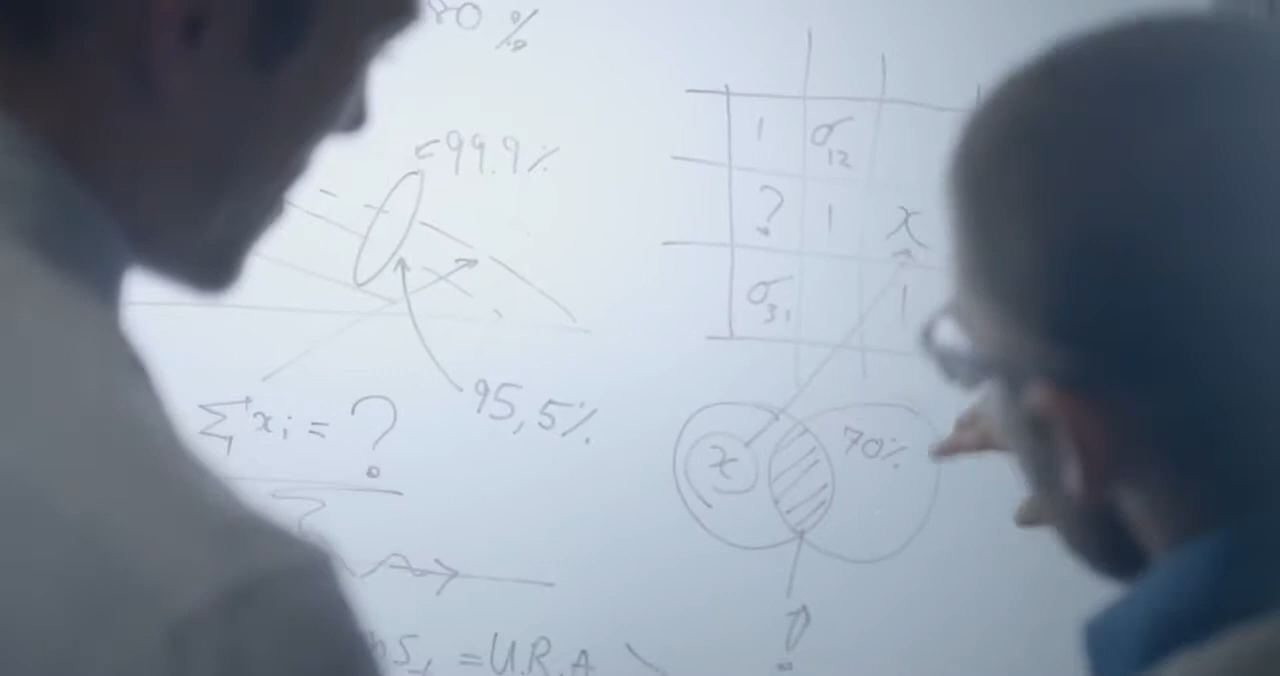 80%
99.9%
1 σ12
? 1 x
σ31 1
95,5%
Σxi = ?
x 70%
?
= U.R.A